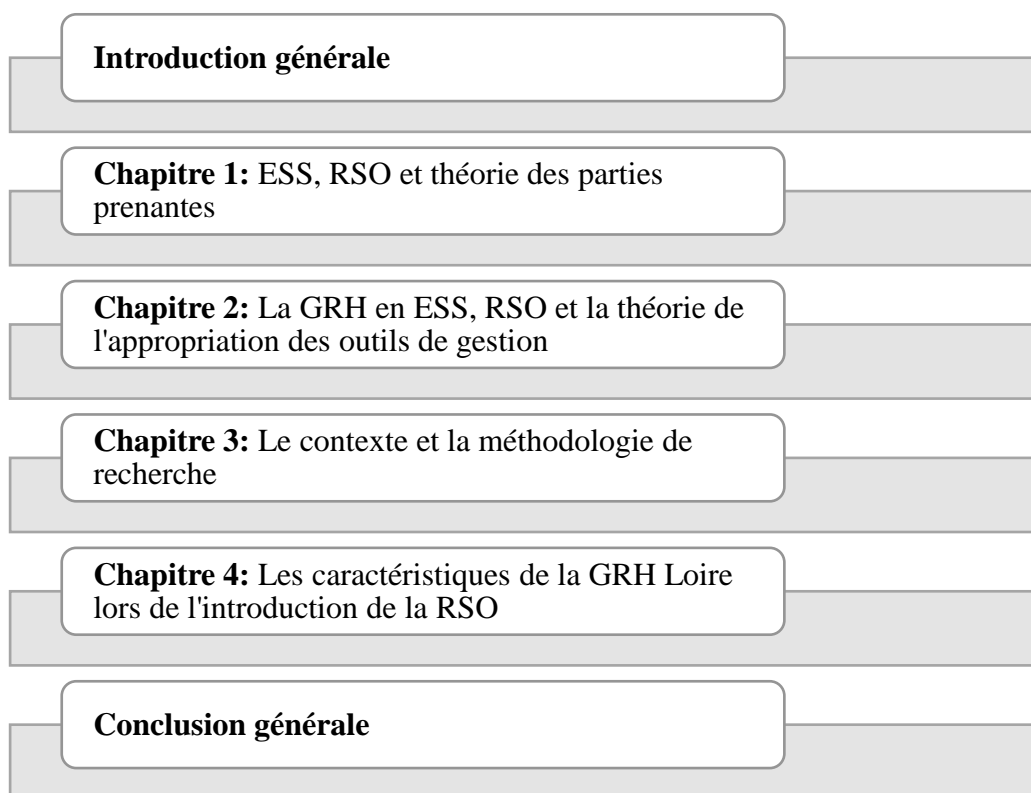 Introduction générale
Chapitre 1: ESS, RSO et théorie des parties
prenantes
Chapitre 2: La GRH en ESS, RSO et la théorie de
l'appropriation des outils de gestion
Chapitre 3: Le contexte et la méthodologie de
recherche
Chapitre 4: Les caractéristiques de la GRH Loire
lors de l'introduction de la RSO
Conclusion générale